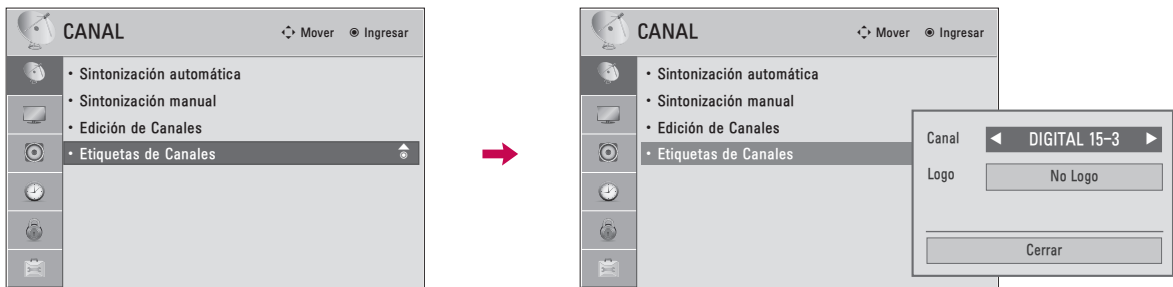 CANAL Mover Ingresar
• Sintonización automática
• Sintonización manual
• Edición de Canales
• Etiquetas de Canales
CANAL Mover Ingresar
• Sintonización automática
• Sintonización manual
• Edición de Canales
• Etiquetas de Canales
Canal ◀ DIGITAL 15-3 ▶
Logo No Logo
Cerrar